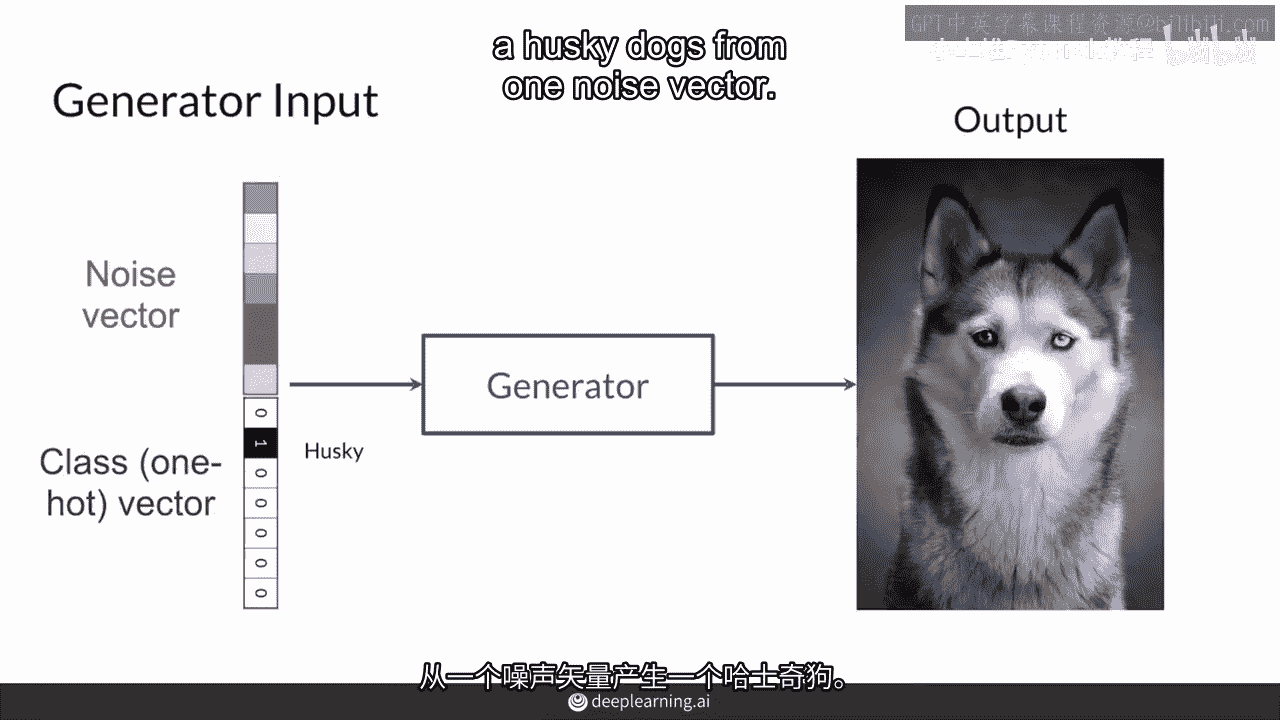 GPT中英字幕课程资源@bilibili.com
a husky dogs from
one noise vector.
Generator Input
Output
Noise
vector
0
1
0
0
0
0
0
Class (one-
hot) vector
Husky
Generator
从一个噪声矢量产生一个哈士奇狗。
deeplearning.ai